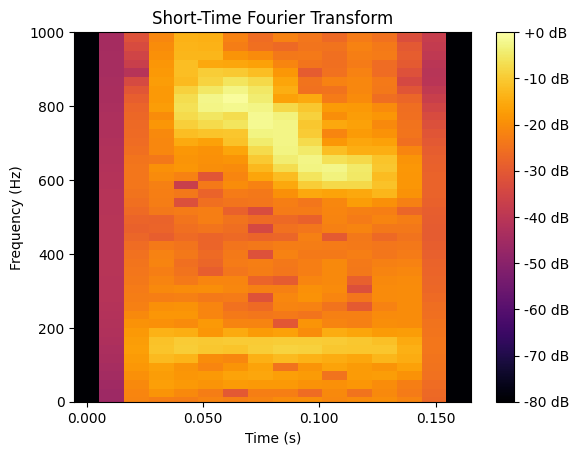 Short-Time Fourier Transform
1000
800
600
400
200
0
Frequency (Hz)
0.000
0.050
0.100
0.150
Time (s)
+0 dB
-10 dB
-20 dB
-30 dB
-40 dB
-50 dB
-60 dB
-70 dB
-80 dB